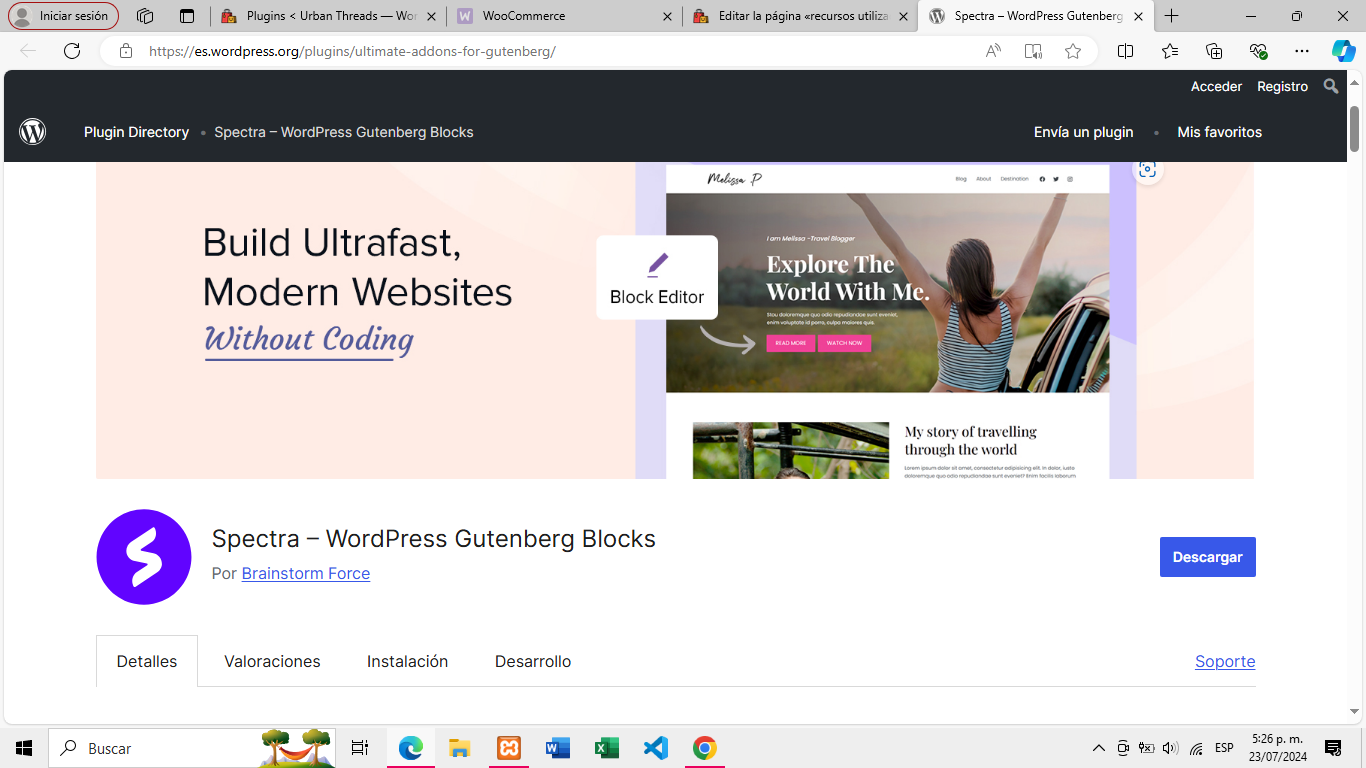 Iniciar sesión
Plugins < Urban Threads — Wor
WooCommerce
Editar la página «recursos utiliza
Spectra – WordPress Gutenberg
https://es.wordpress.org/plugins/ultimate-addons-for-gutenberg/
Acceder Registro
Plugin Directory • Spectra – WordPress Gutenberg Blocks
Envía un plugin • Mis favoritos
Build Ultrafast,
Modern Websites
Without Coding
Block Editor
Melissa .P
Blog About Destination
I am Melissa -Travel Blogger
Explore The
World With Me.
Stau doloremque quo odio repudiandae sunt eveniet,
enim voluptate id porro, culpa maiores quis.
READ MORE WATCH NOW
My story of travelling
through the world
Lorem ipsum dolor sit amet, consectetur adipisicing elit. In dolor, iusto
doloremque quo odio repudiandae sunt eveniet? Enim facilis laborum
Spectra – WordPress Gutenberg Blocks
Por Brainstorm Force
Descargar
Detalles Valoraciones Instalación Desarrollo
Soporte
Buscar
ESP
5:26 p. m.
23/07/2024